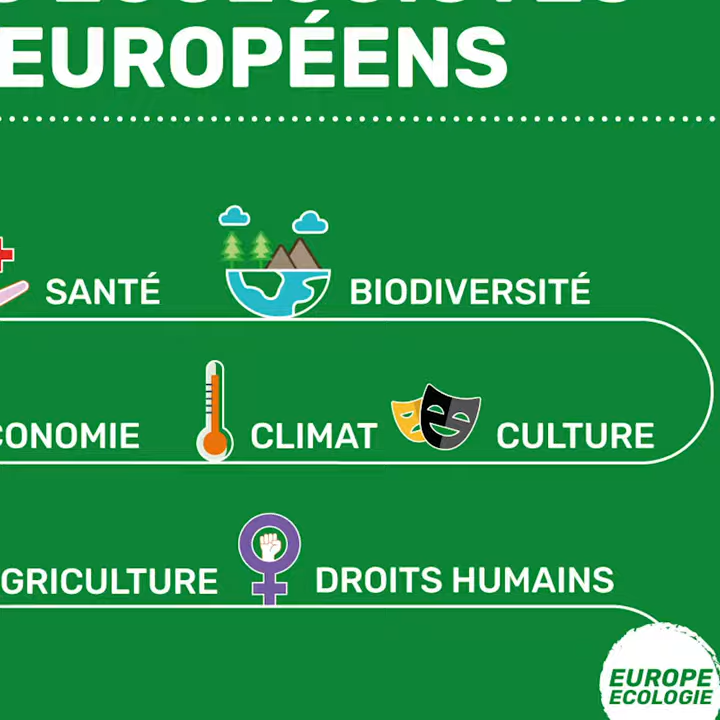 EUROPÉENS
SANTÉ
BIODIVERSITÉ
CONOMIE
CLIMAT
CULTURE
GRICULTURE
DROITS HUMAINS
EUROPE
ECOLOGIE